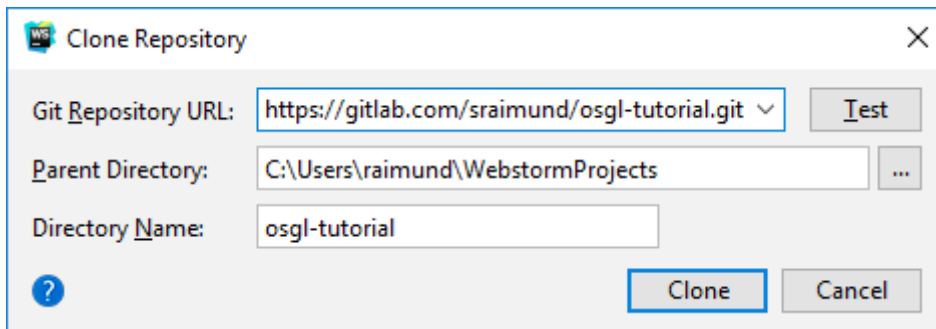 WS Clone Repository
Git Repository URL: https://gitlab.com/sraimund/osgl-tutorial.git Test
Parent Directory: C:\Users\raimund\WebstormProjects ...
Directory Name: osgl-tutorial
? Clone Cancel